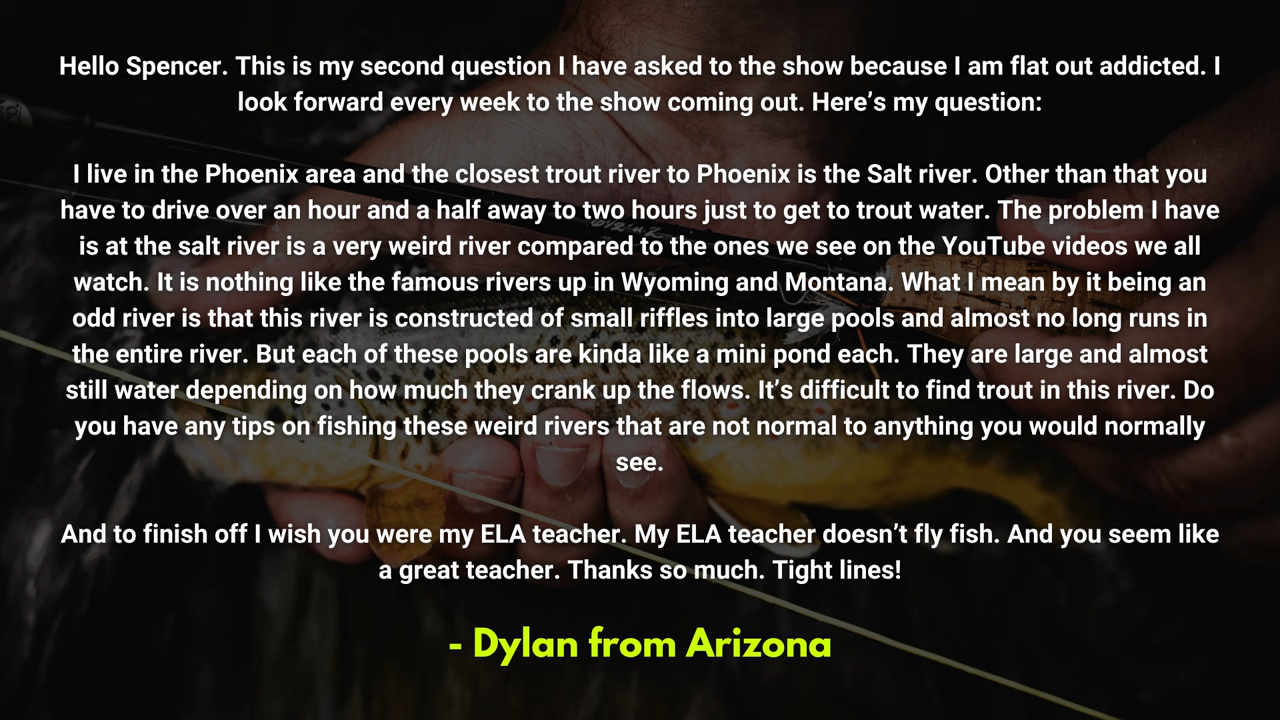 Hello Spencer. This is my second question I have asked to the show because I am flat out addicted. I
look forward every week to the show coming out. Here’s my question:
I live in the Phoenix area and the closest trout river to Phoenix is the Salt river. Other than that you
have to drive over an hour and a half away to two hours just to get to trout water. The problem I have
is at the salt river is a very weird river compared to the ones we see on the YouTube videos we all
watch. It is nothing like the famous rivers up in Wyoming and Montana. What I mean by it being an
odd river is that this river is constructed of small riffles into large pools and almost no long runs in
the entire river. But each of these pools are kinda like a mini pond each. They are large and almost
still water depending on how much they crank up the flows. It’s difficult to find trout in this river. Do
you have any tips on fishing these weird rivers that are not normal to anything you would normally
see.
And to finish off I wish you were my ELA teacher. My ELA teacher doesn’t fly fish. And you seem like
a great teacher. Thanks so much. Tight lines!
- Dylan from Arizona